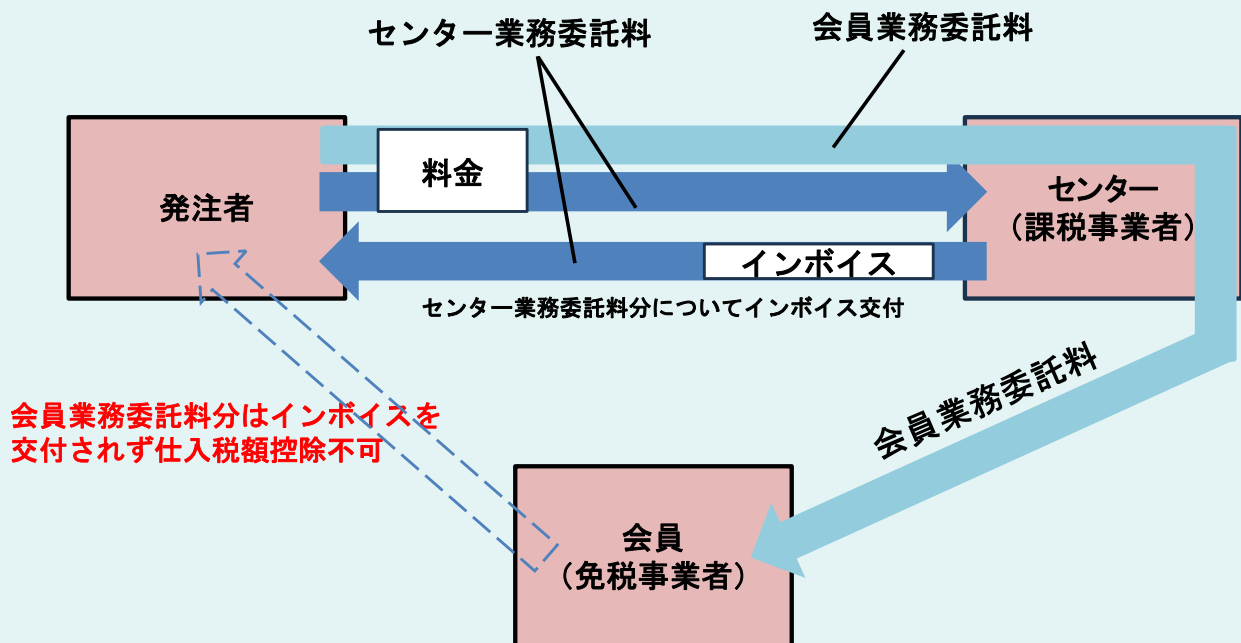 センター業務委託料
会員業務委託料
料金
発注者
センター
（課税事業者）
インボイス
センター業務委託料分についてインボイス交付
会員業務委託料
会員業務委託料分はインボイスを
交付されず仕入税額控除不可
会員
（免税事業者）